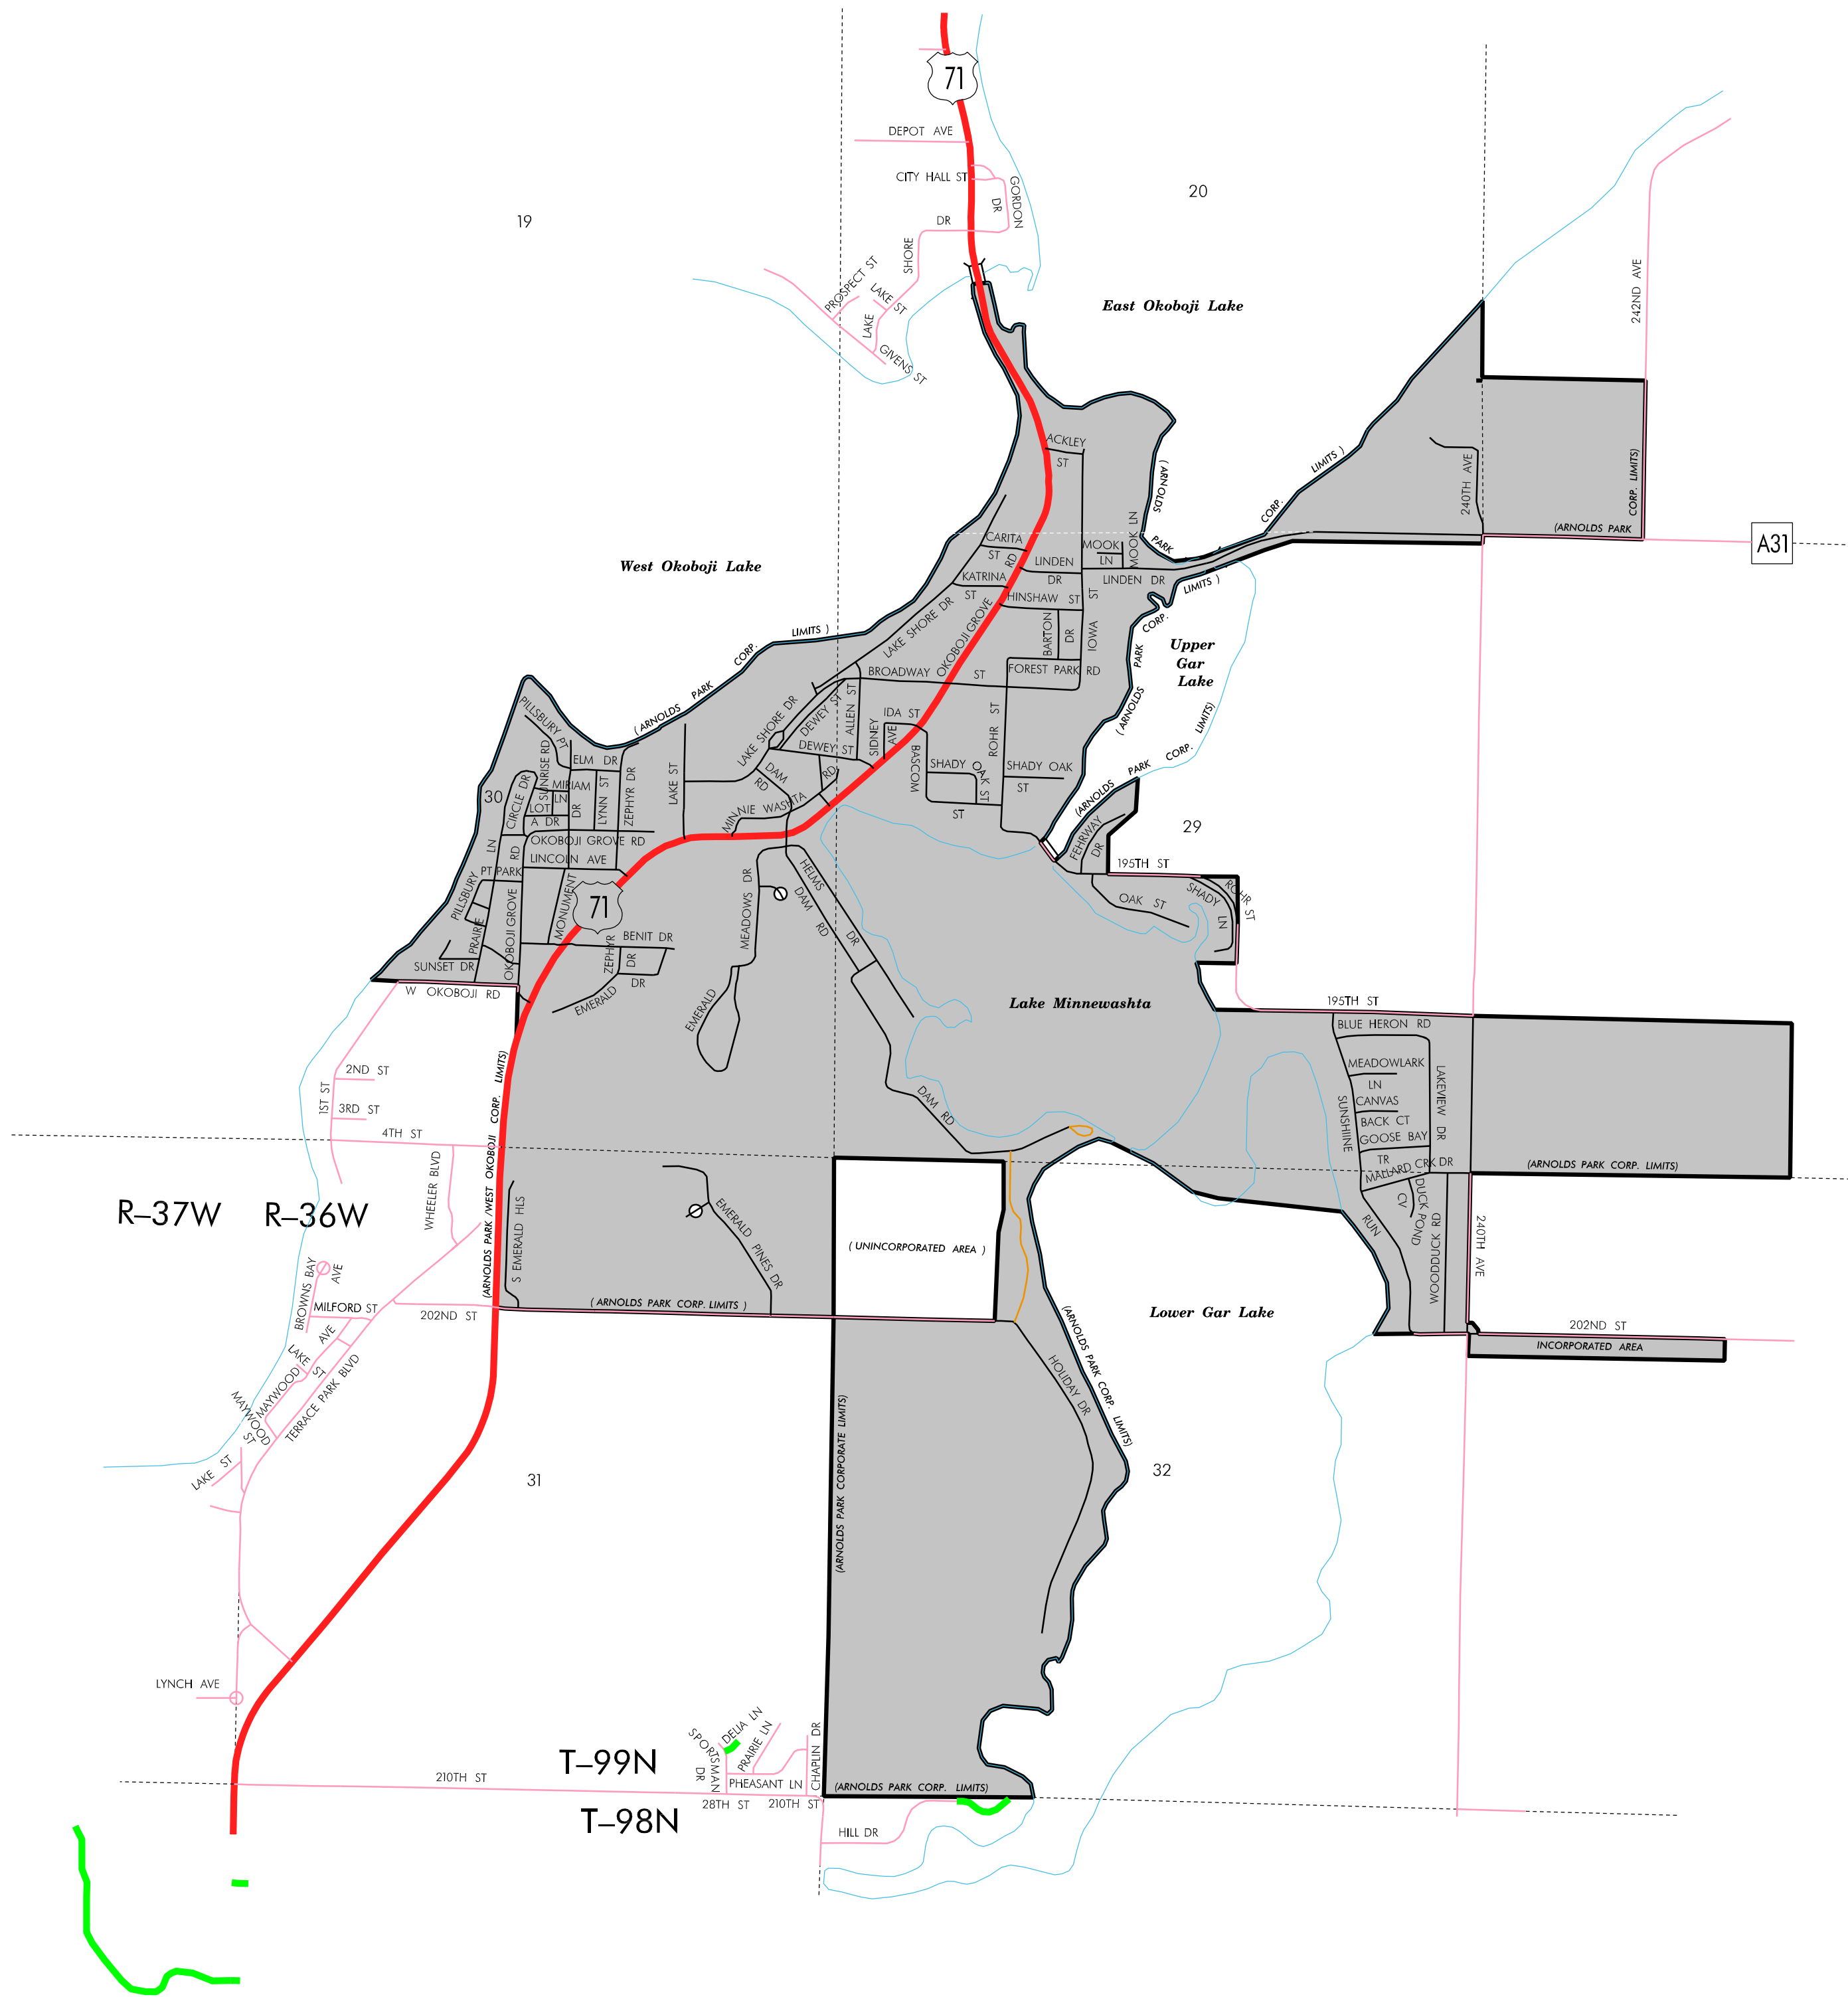 71
DEPOT AVE
CITY HALL ST
GORDON
DR
20
19
DR
SHORE
PROSPECT ST
LAKE ST
LAKE
GIVENS ST
242ND AVE
East Okoboji Lake
ACKLEY
ST
( ARNOLDS
PARK
CORP.
LIMITS )
240TH AVE
CORP. LIMITS)
(ARNOLDS PARK
A31
CARITA
ST
RD
MOOK
LN
MOOK LN
LINDEN
DR
LINDEN DR
West Okoboji Lake
KATRINA
ST
HINSHAW ST
ST
LIMITS )
CORP.
PARK
( ARNOLDS
LAKE SHORE DR
OKOBOJI GROVE
BARTON
DR
IOWA
LIMITS )
CORP.
PARK
( ARNOLDS
Upper
Gar
Lake
BROADWAY
ST
FOREST PARK RD
PILLSBURY PT
LAKE SHORE DR
DEWEY ST
ALLEN ST
IDA ST
SIDNEY
AVE
ROHR ST
DEWEY ST
BASCOM
SHADY OAK ST
SHADY OAK
ST
ST
(ARNOLDS PARK CORP. LIMITS)
SUNRISE RD
ELM DR
30
CIRCLE DR
MIRIAM
LN
DR
LYNN ST
ZEPHYR DR
LAKE ST
DAM
RD
RD
LOT
A DR
MINNIE WASHTA
OKOBOJI GROVE RD
29
FEHRWAY
DR
LN
RD
LINCOLN AVE
PT PARK
195TH ST
PILLSBURY
MONUMENT
71
MEADOWS DR
HELMS
DR
DAM
RD
OAK ST
SHADY
LN
ROHR ST
PRAIRIE
OKOBOJI GROVE
BENIT DR
ZEPHYR
DR
SUNSET DR
EMERALD
DR
W OKOBOJI RD
EMERALD
Lake Minnewashta
195TH ST
BLUE HERON RD
2ND ST
1ST ST
3RD ST
4TH ST
DAM RD
SUNSHINE
MEADOWLARK
LN
CANVAS
BACK CT
GOOSE BAY
TR
MALLARD CRK DR
LAKEVIEW DR
(ARNOLDS PARK CORP. LIMITS)
R–37W
R–36W
WHEELER BLVD
(ARNOLDS PARK /WEST OKOBOJI CORP. LIMITS)
S EMERALD HLS
EMERALD PINES DR
( UNINCORPORATED AREA )
RUN
DUCK POND
CV
WOODDUCK RD
240TH AVE
BROWNS BAY
AVE
MILFORD ST
202ND ST
( ARNOLDS PARK CORP. LIMITS )
(ARNOLDS PARK CORP. LIMITS)
Lower Gar Lake
202ND ST
INCORPORATED AREA
AVE
LAKE
ST
MAYWOOD
MAYWOOD
ST
TERRACE PARK BLVD
LAKE ST
HOLIDAY DR
(ARNOLDS PARK CORPORATE LIMITS)
31
32
LYNCH AVE
T–99N
SPORTSMAN
DR
DELIA LN
PRAIRIE LN
CHAPLIN DR
PHEASANT LN
210TH ST
28TH ST
210TH ST
(ARNOLDS PARK CORP. LIMITS)
T–98N
HILL DR